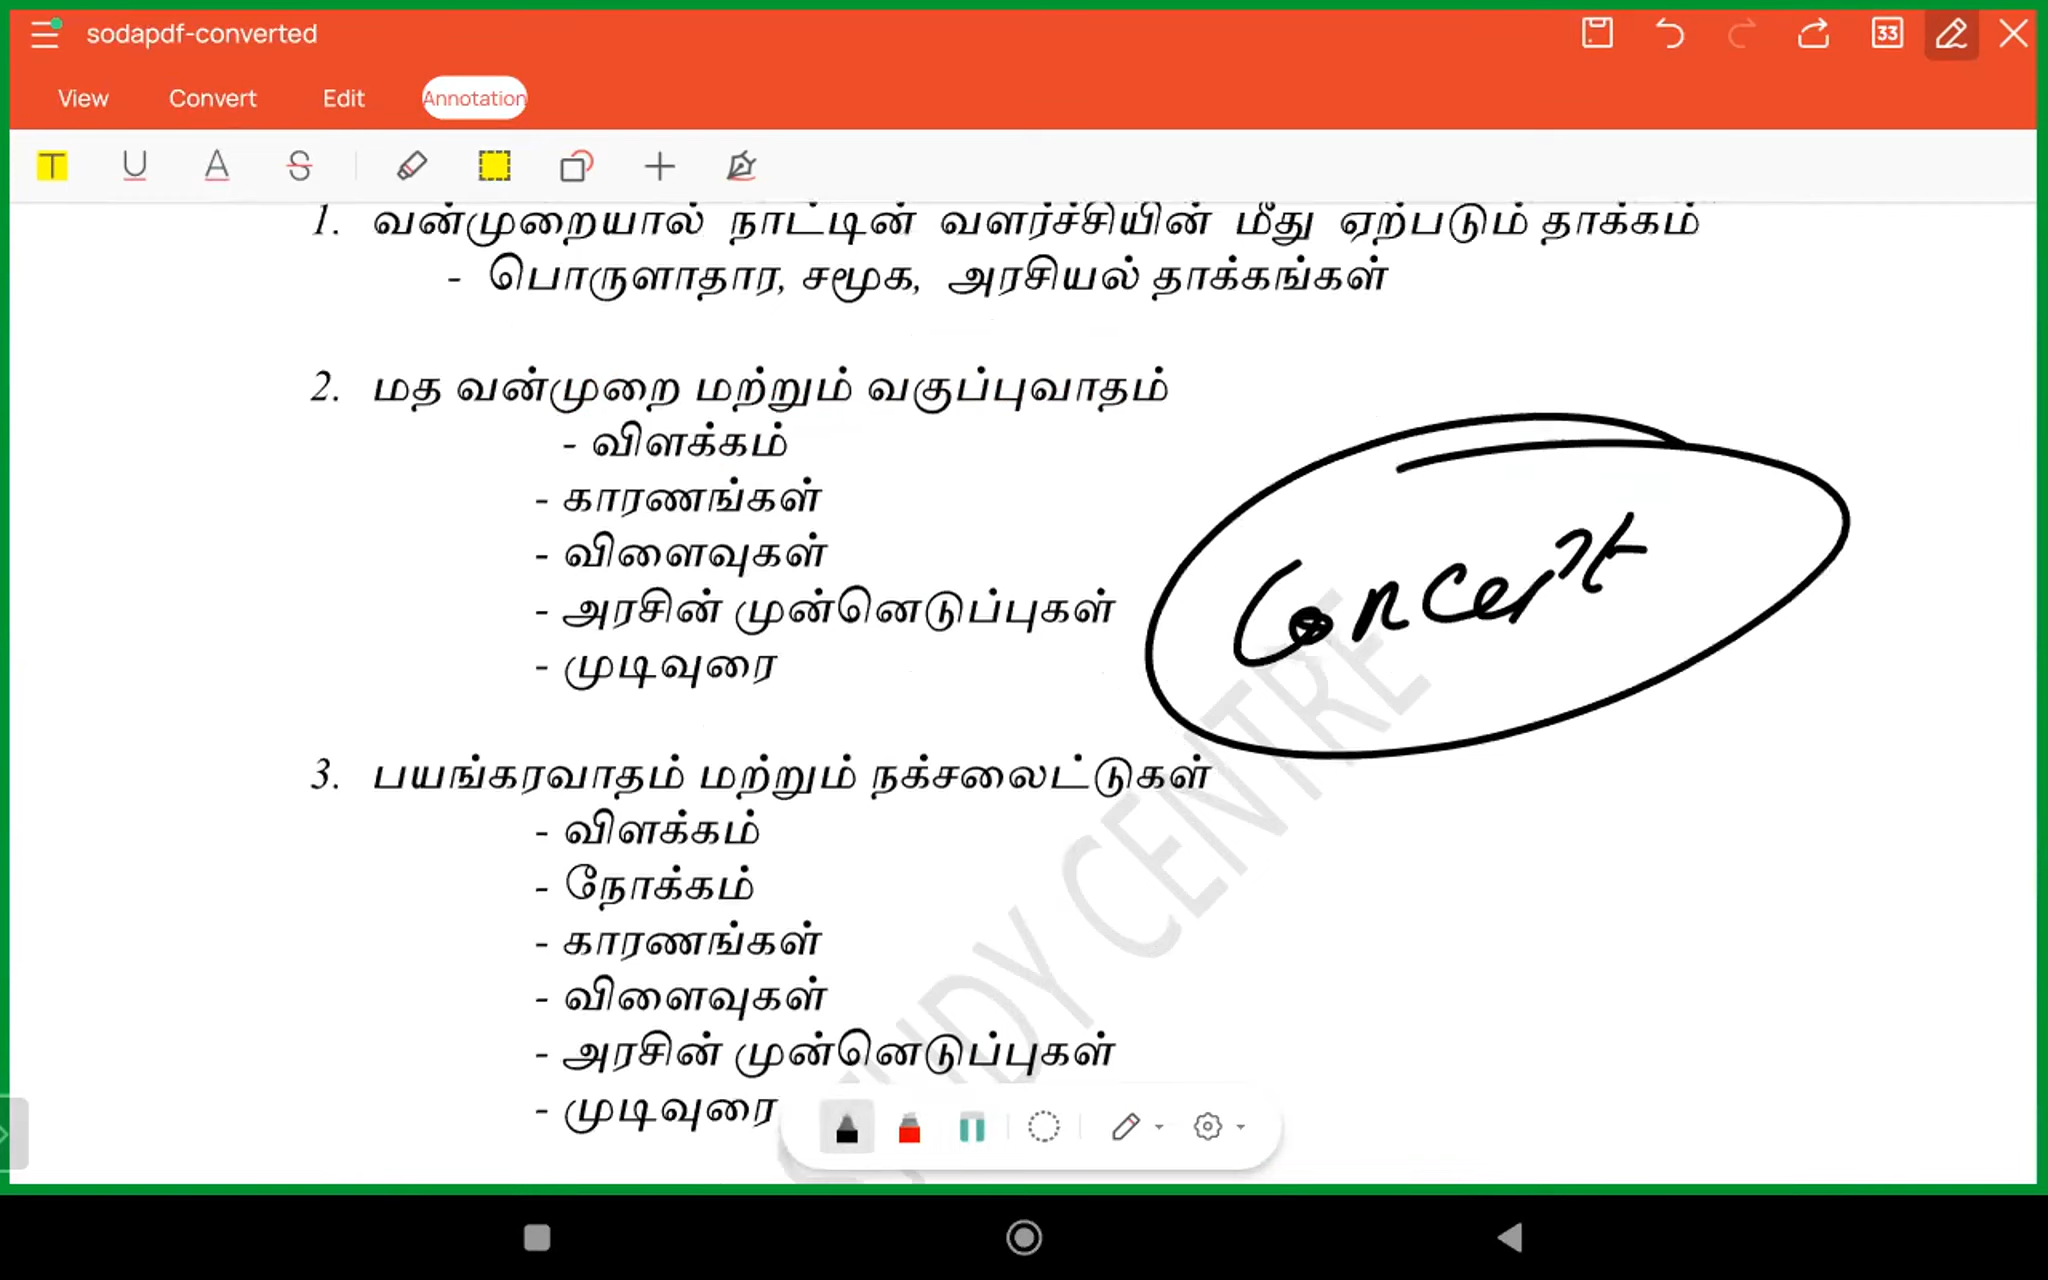 sodapdf-converted
33
View Convert Edit Annotation
1. வன்முறையால் நாட்டின் வளர்ச்சியின் மீது ஏற்படும் தாக்கம்
- பொருளாதார, சமூக, அரசியல் தாக்கங்கள்
2. மத வன்முறை மற்றும் வகுப்புவாதம்
- விளக்கம்
- காரணங்கள்
- விளைவுகள்
- அரசின் முன்னெடுப்புகள்
- முடிவுரை
3. பயங்கரவாதம் மற்றும் நக்சலைட்டுகள்
- விளக்கம்
- நோக்கம்
- காரணங்கள்
- விளைவுகள்
- அரசின் முன்னெடுப்புகள்
- முடிவுரை
CENTRE